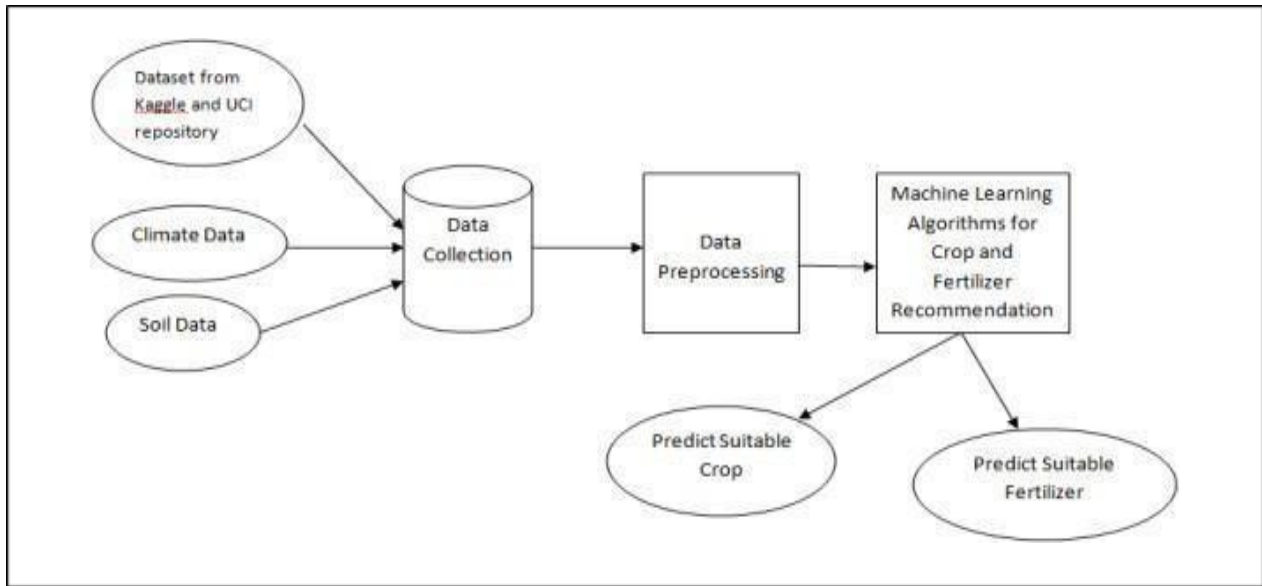 Dataset from
Kaggle and UCI
repository
Climate Data
Soil Data
Data
Collection
Data
Preprocessing
Machine Learning
Algorithms for
Crop and
Fertilizer
Recommendation
Predict Suitable
Crop
Predict Suitable
Fertilizer